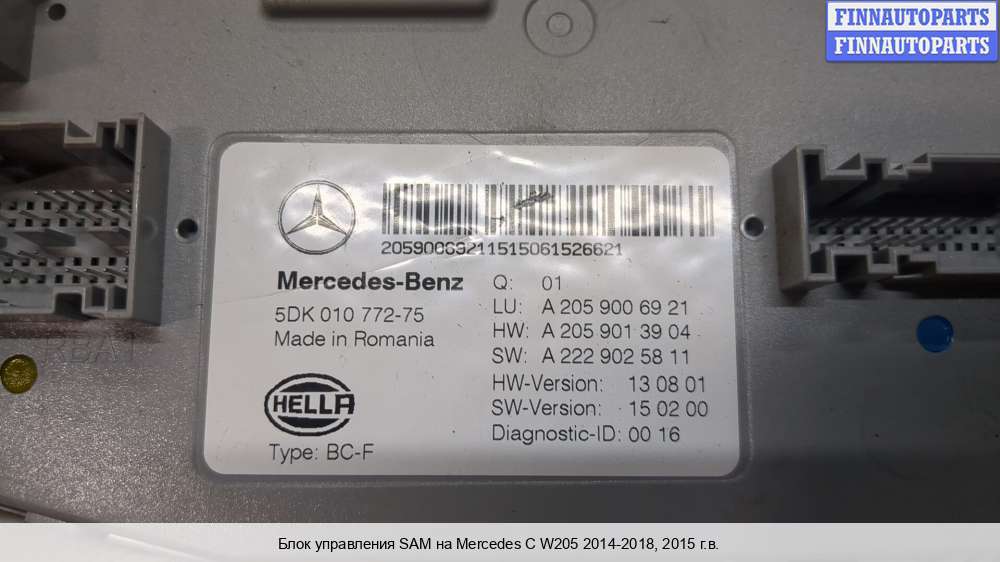 FINNAUTOPARTS
FINNAUTOPARTS
20590069211515061526621
Mercedes-Benz
5DK 010 772-75
Made in Romania
HELLA
Type: BC-F
Q: 01
LU: A 205 900 69 21
HW: A 205 901 39 04
SW: A 222 902 58 11
HW-Version: 13 08 01
SW-Version: 15 02 00
Diagnostic-ID: 00 16
Блок управления SAM на Mercedes C W205 2014-2018, 2015 г.в.